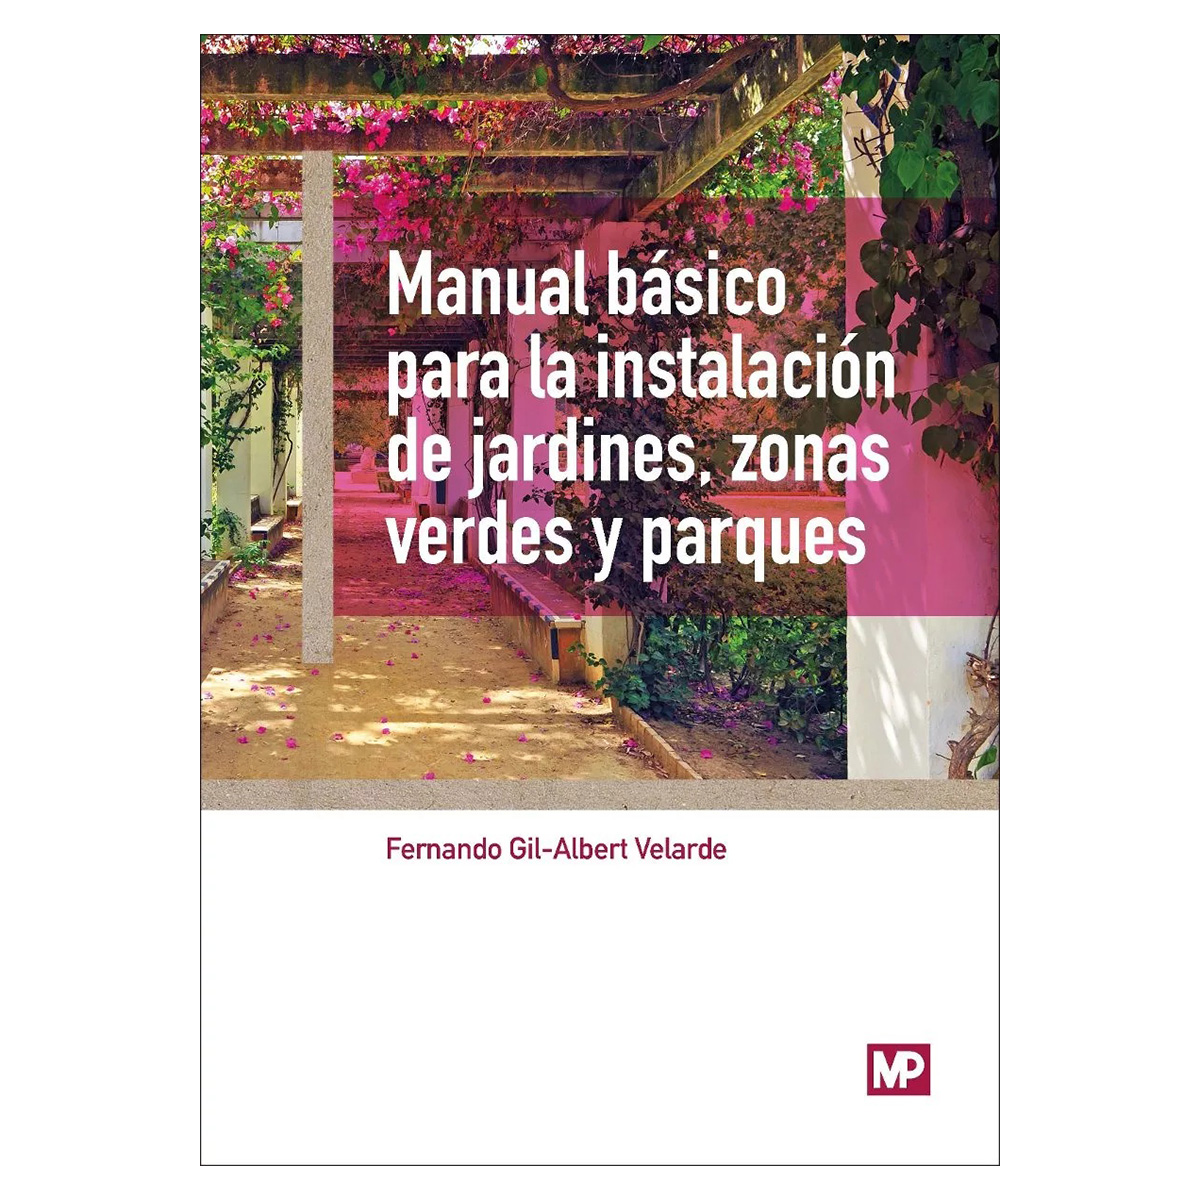 Manual básico
para la instalación
de jardines, zonas
verdes y parques
Fernando Gil-Albert Velarde
MP